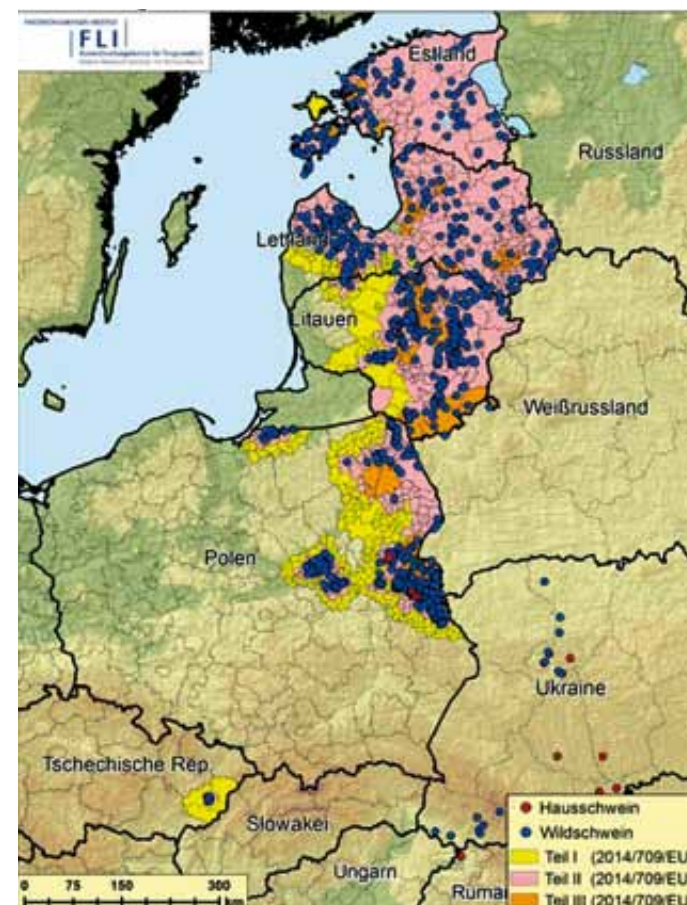 FLI
Estland
Russland
Lettland
Litauen
Weißrussland
Polen
Ukraine
Tschechische Rep.
Slowakei
Ungarn
Rumä
Hausschwein
Wildschwein
Teil I (2014/709/EU
Teil II (2014/709/EU
Teil III (2014/709/EU
0 75 150 300
km